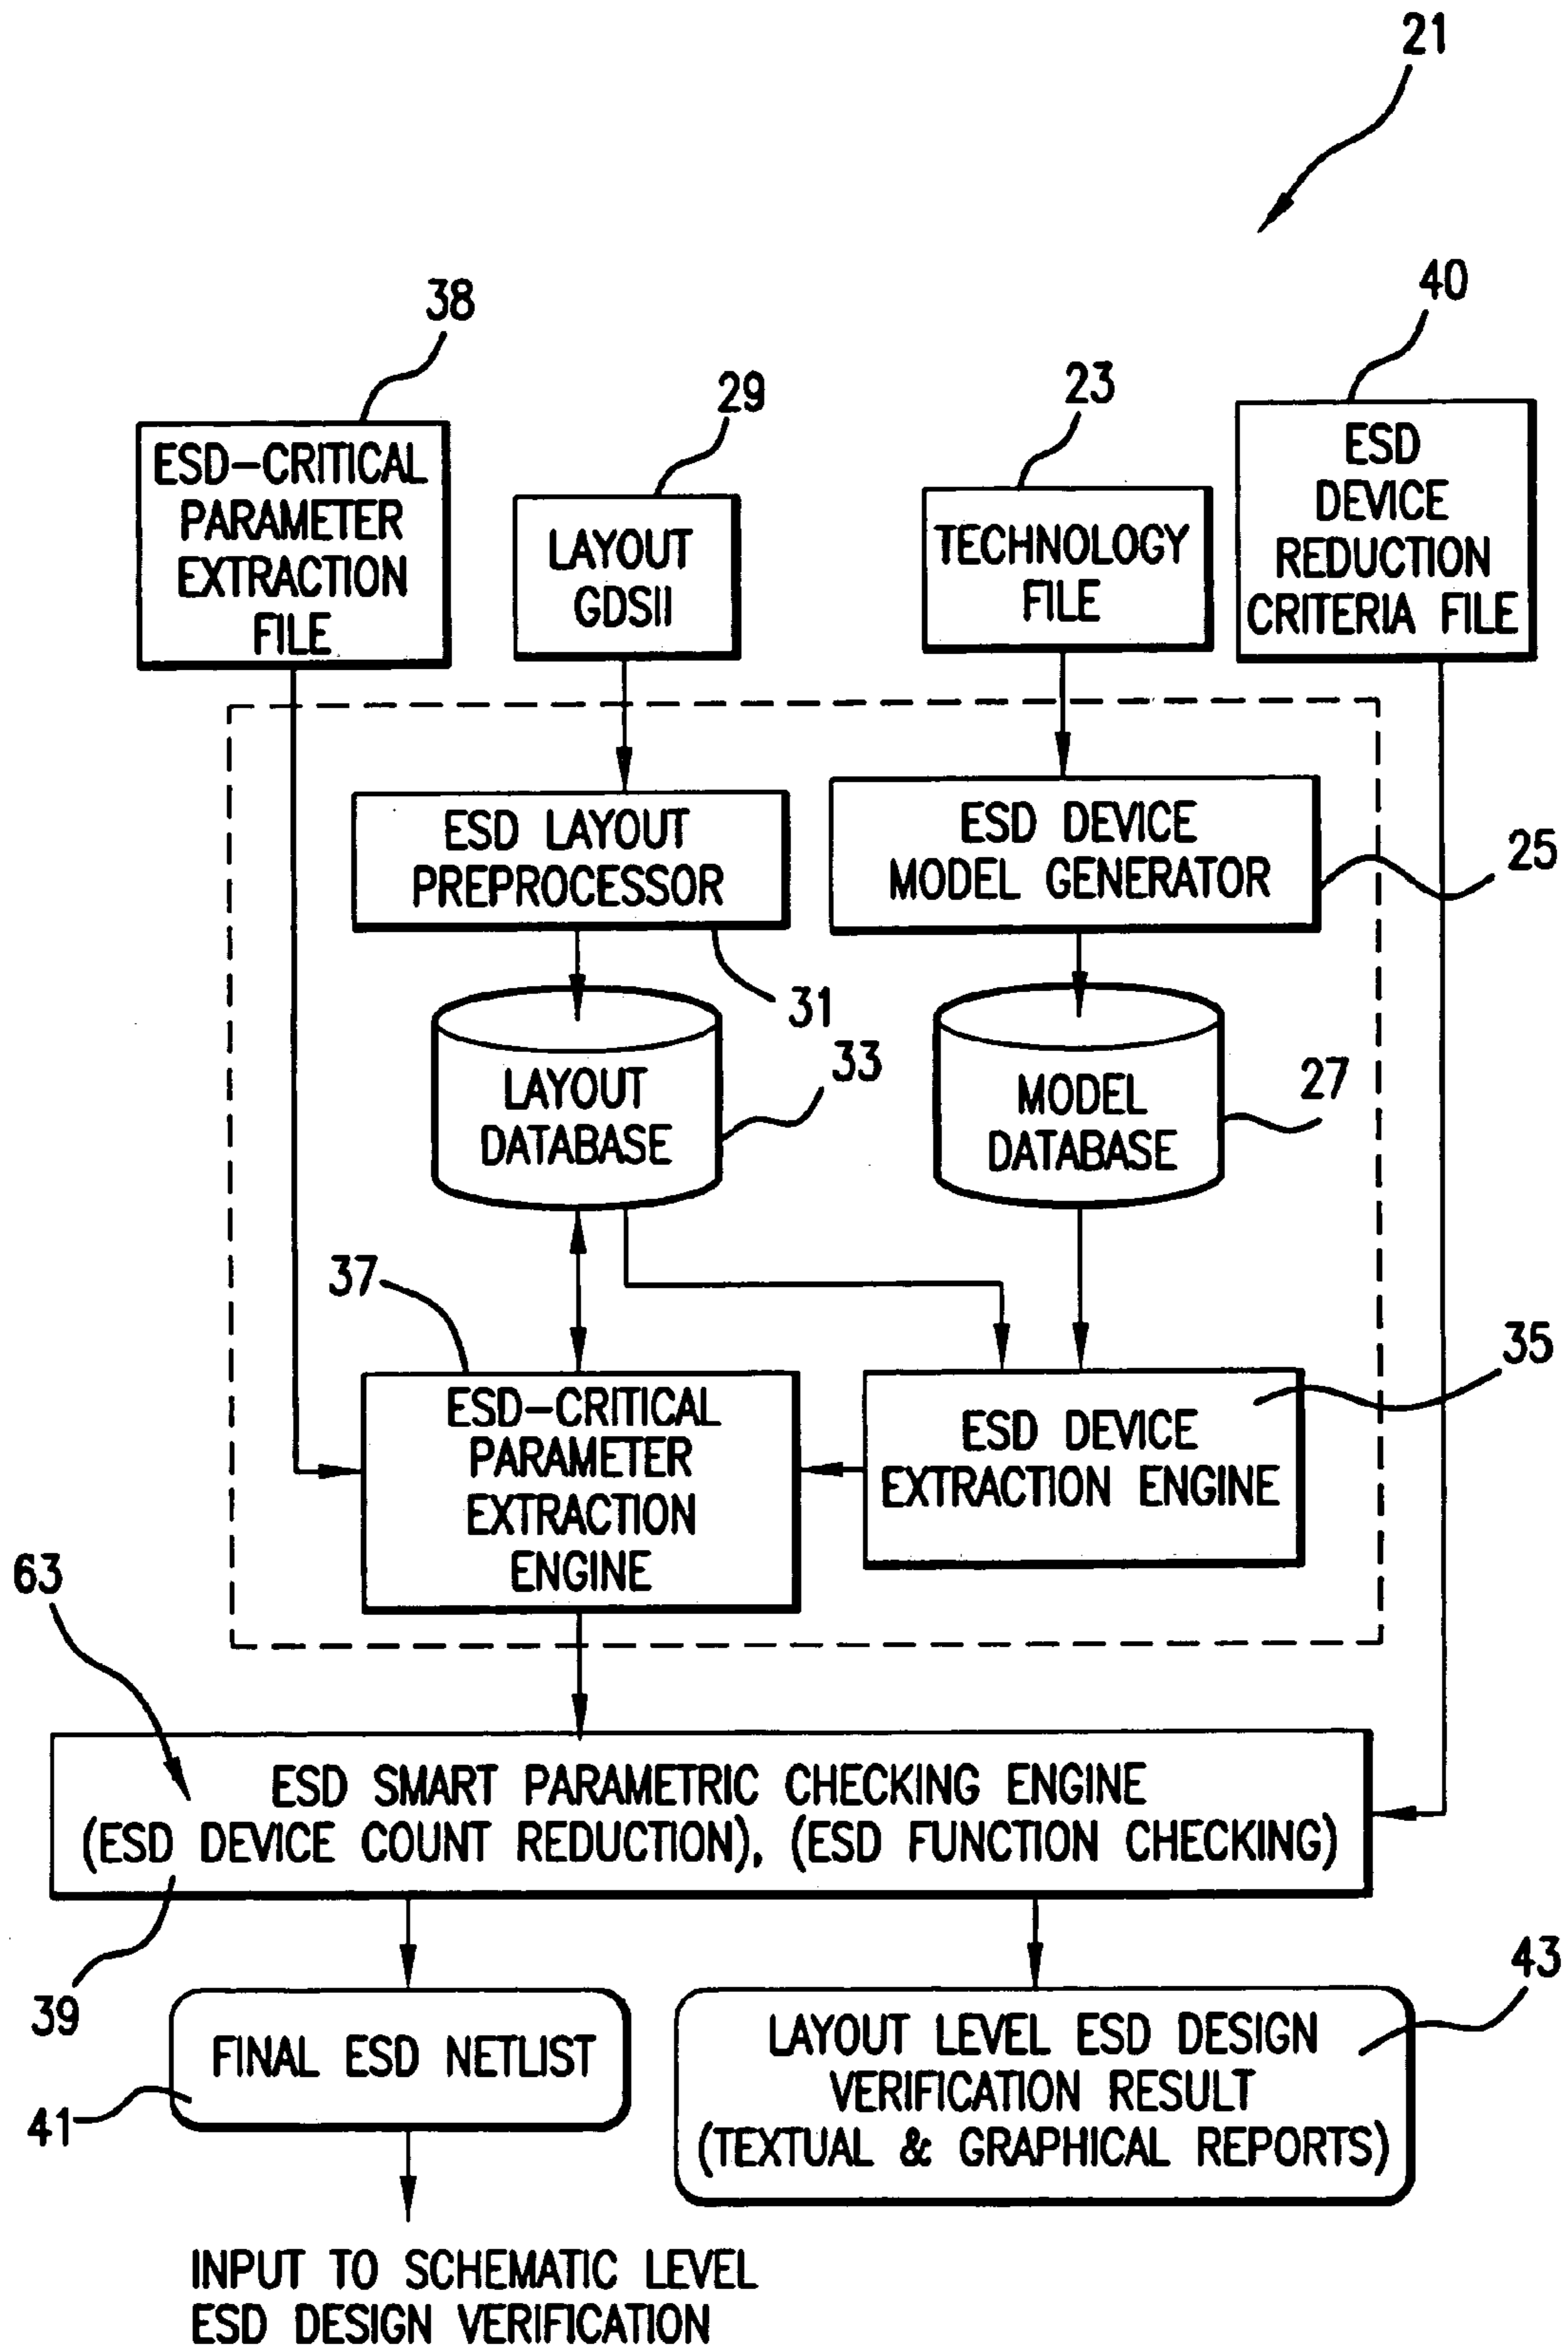 21
38
29
23
40
ESD-CRITICAL
PARAMETER
EXTRACTION
FILE
LAYOUT
GDSII
TECHNOLOGY
FILE
ESD
DEVICE
REDUCTION
CRITERIA FILE
ESD LAYOUT
PREPROCESSOR
ESD DEVICE
MODEL GENERATOR
25
31
LAYOUT
DATABASE
33
MODEL
DATABASE
27
37
ESD-CRITICAL
PARAMETER
EXTRACTION
ENGINE
ESD DEVICE
EXTRACTION ENGINE
35
63
ESD SMART PARAMETRIC CHECKING ENGINE
(ESD DEVICE COUNT REDUCTION), (ESD FUNCTION CHECKING)
39
FINAL ESD NETLIST
41
LAYOUT LEVEL ESD DESIGN
VERIFICATION RESULT
(TEXTUAL & GRAPHICAL REPORTS)
43
INPUT TO SCHEMATIC LEVEL
ESD DESIGN VERIFICATION